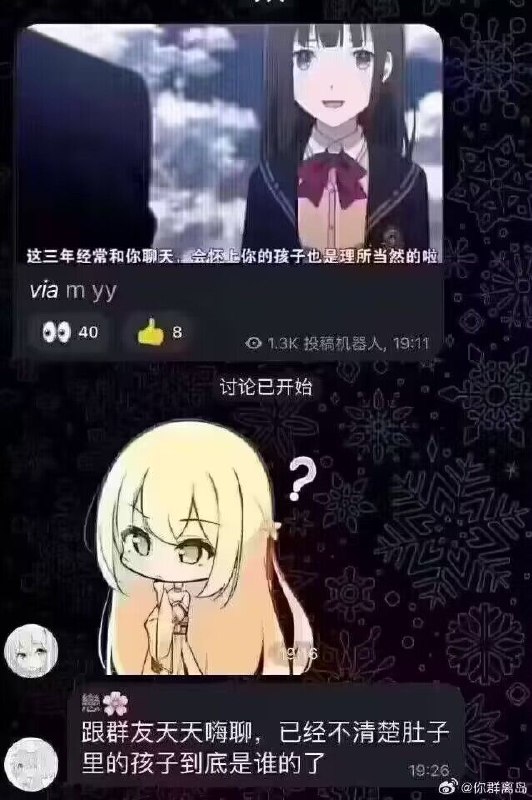 这三年经常和你聊天，会怀上你的孩子也是理所当然的啦
via m yy
40
8
1.3K 投稿机器人, 19:11
讨论已开始
?
19:16
跟群友天天嗨聊，已经不清楚肚子
里的孩子到底是谁的了
19:26
@你群离岛